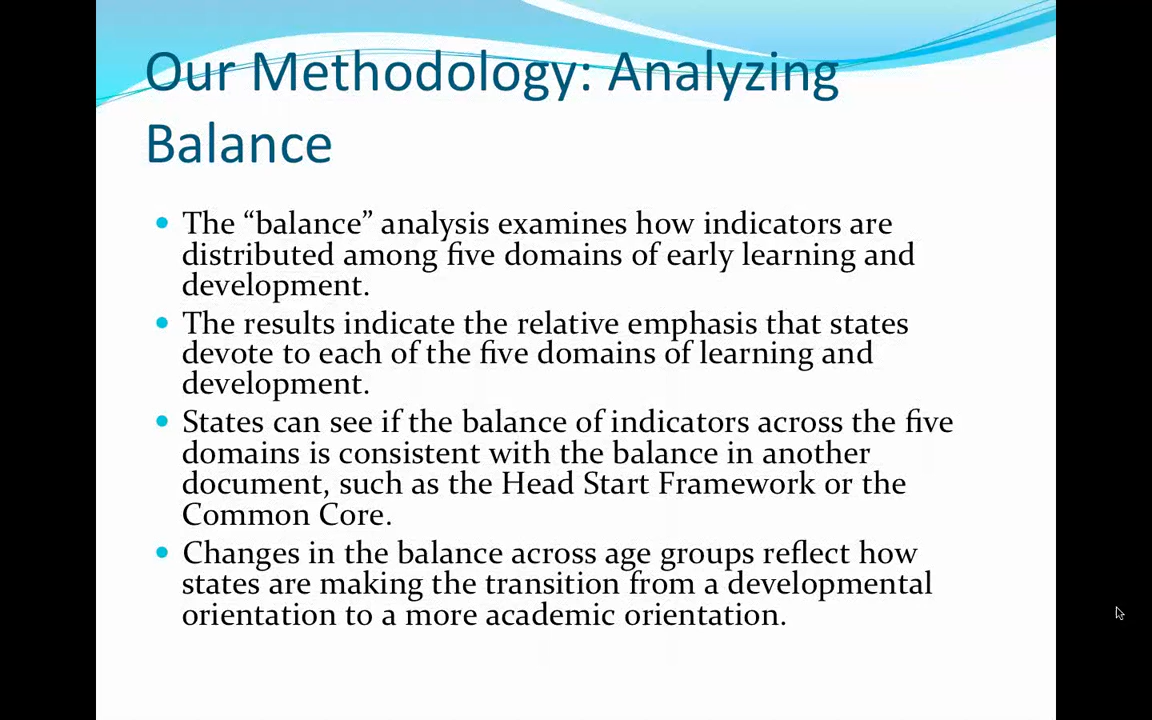 Our Methodology: Analyzing
Balance
• The “balance” analysis examines how indicators are
distributed among five domains of early learning and
development.
• The results indicate the relative emphasis that states
devote to each of the five domains of learning and
development.
• States can see if the balance of indicators across the five
domains is consistent with the balance in another
document, such as the Head Start Framework or the
Common Core.
• Changes in the balance across age groups reflect how
states are making the transition from a developmental
orientation to a more academic orientation.